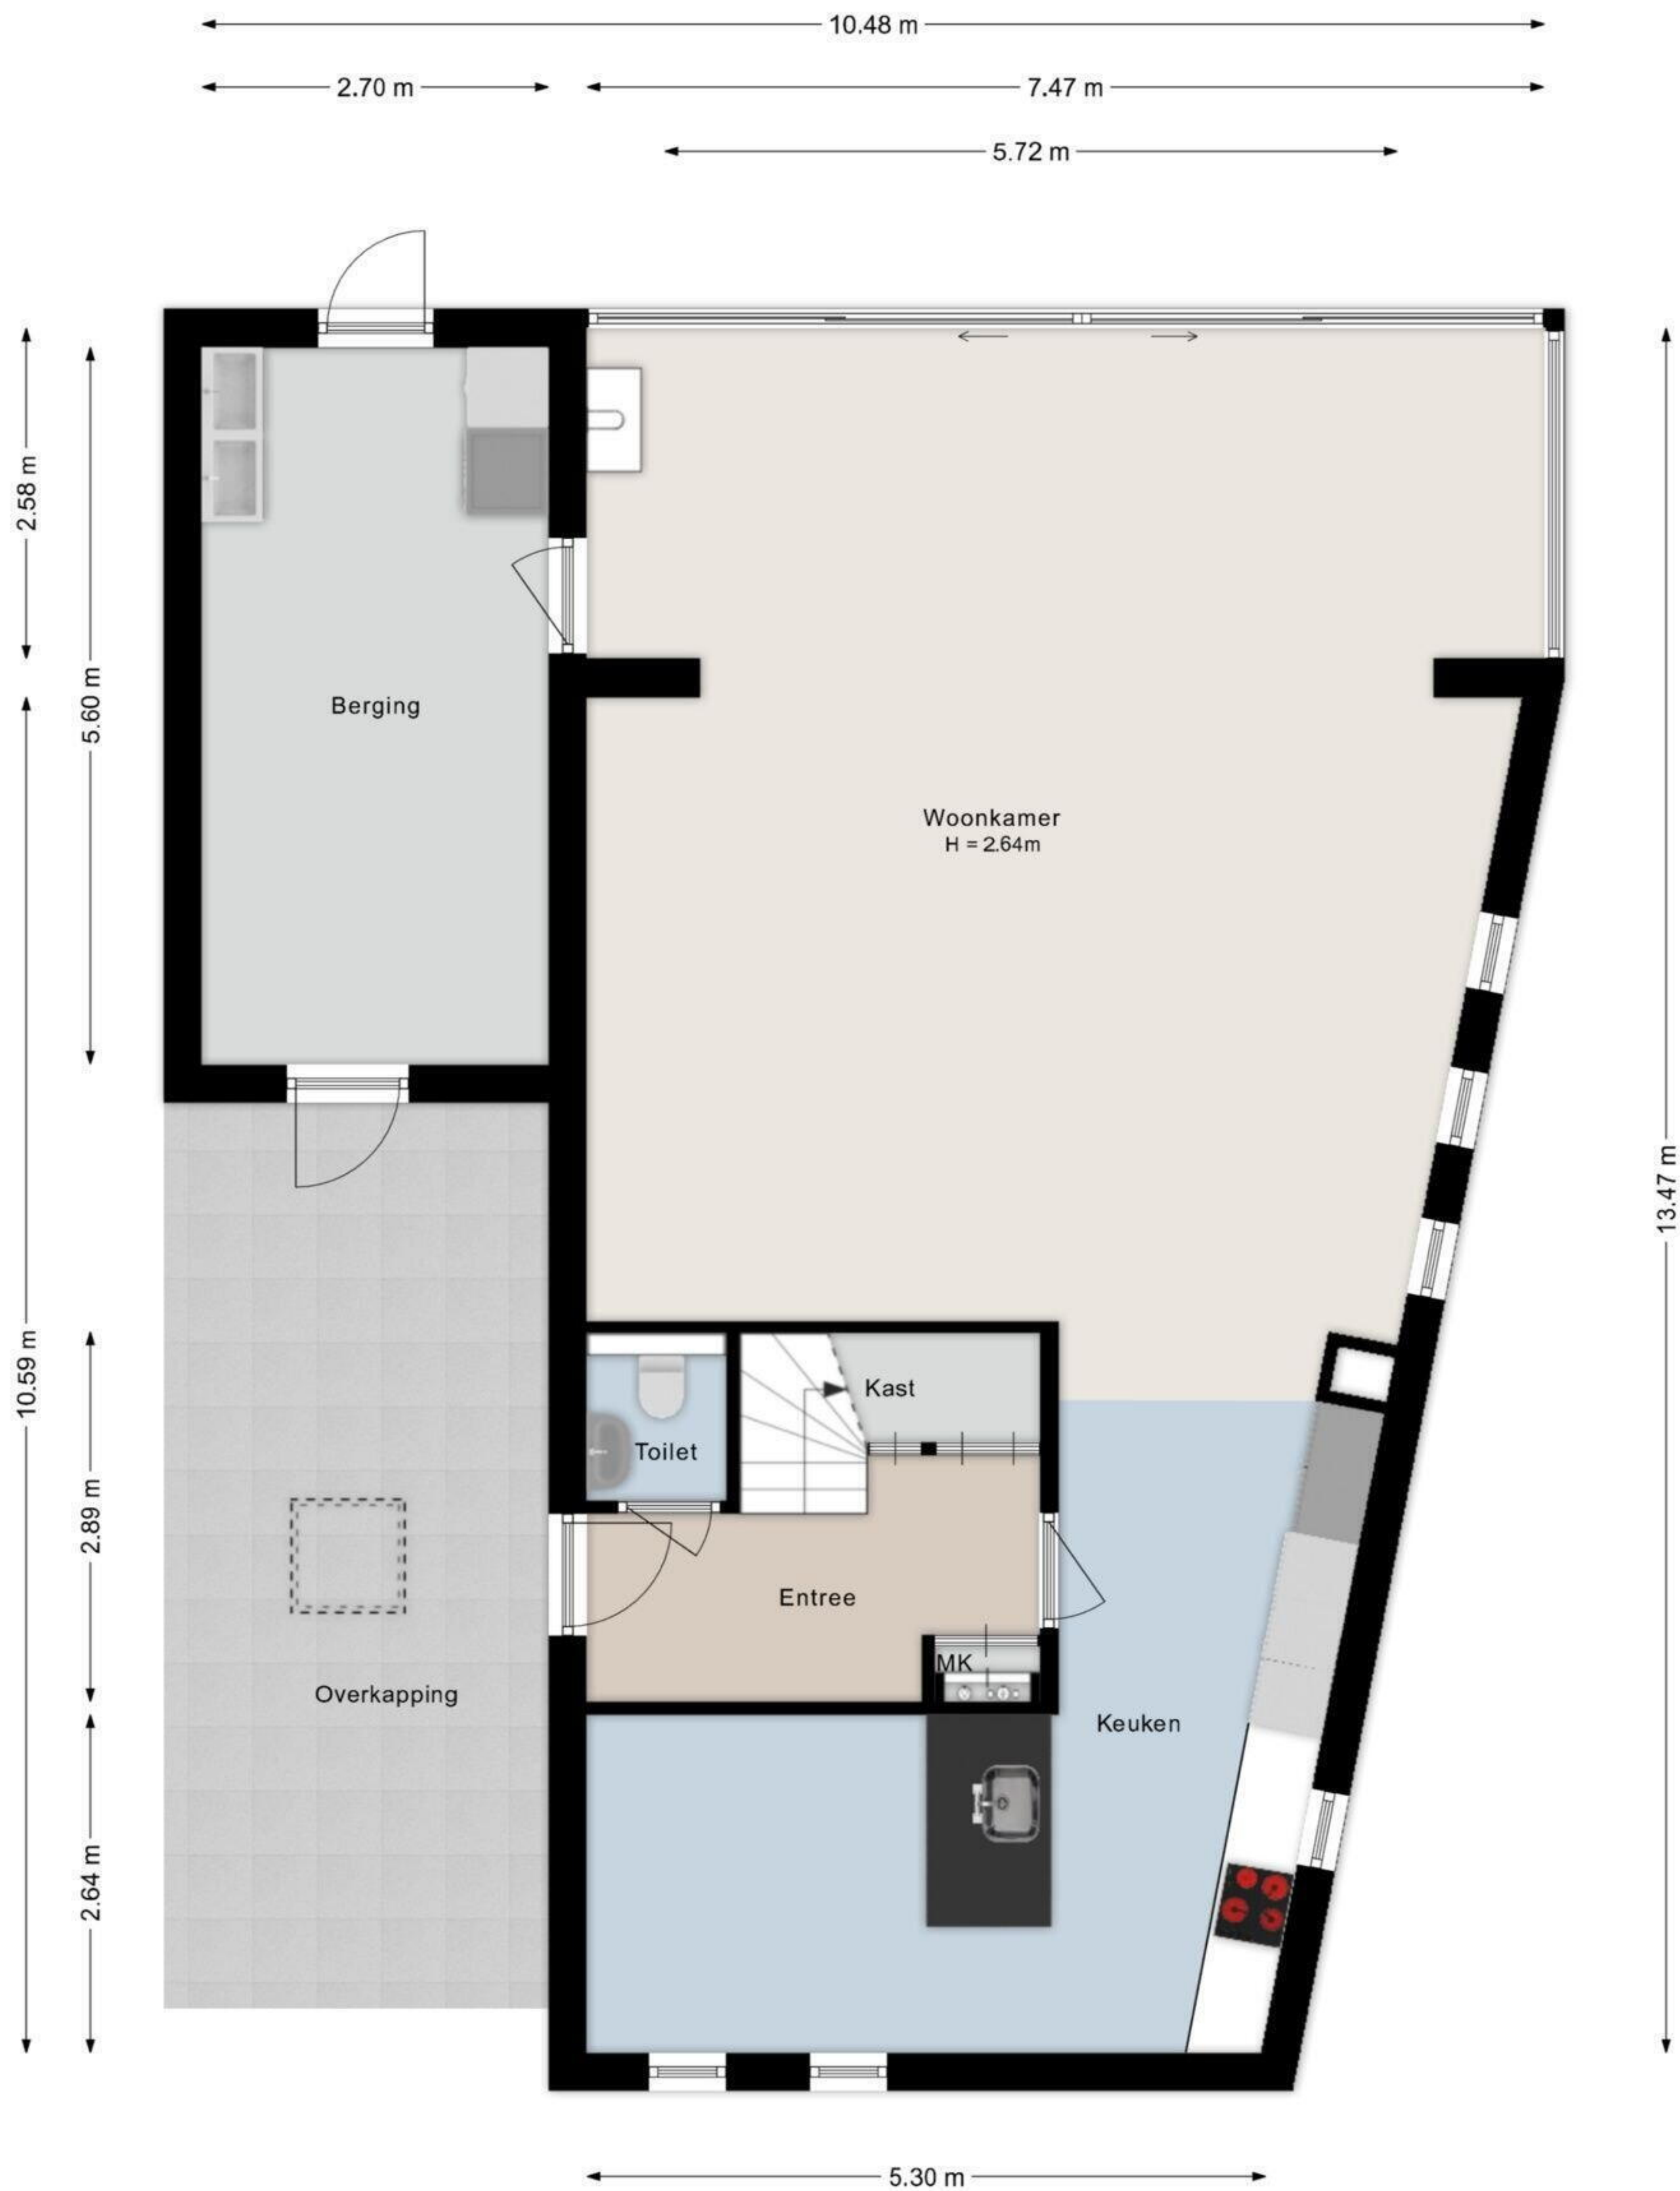 10.48 m
2.70 m
7.47 m
5.72 m
2.58 m
5.60 m
Berging
Woonkamer
H = 2.64m
13.47 m
10.59 m
Kast
Toilet
2.89 m
Entree
MK
Overkapping
Keuken
2.64 m
5.30 m